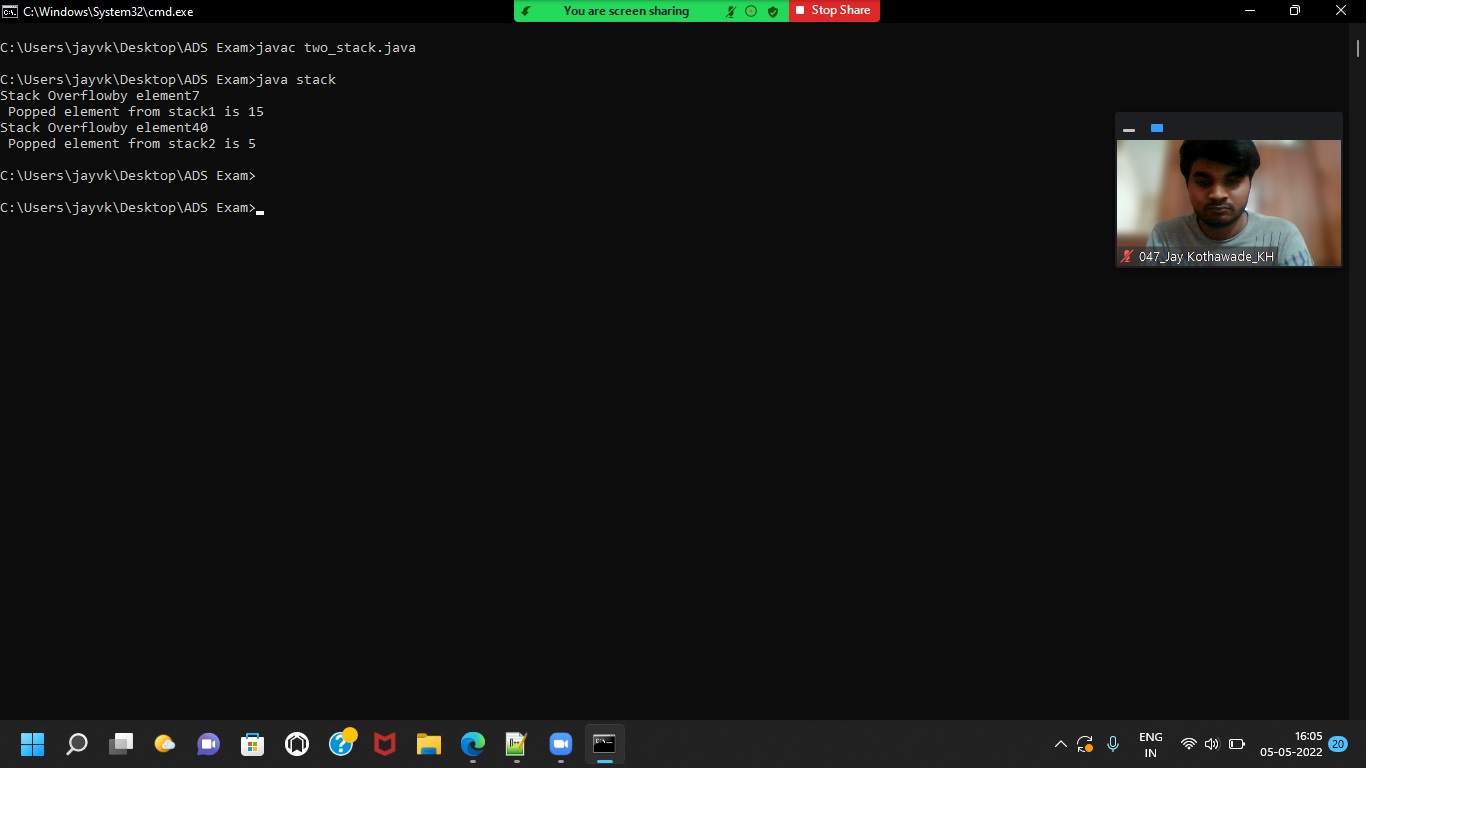 C:\Windows\System32\cmd.exe
You are screen sharing
Stop Share
C:\Users\jayvk\Desktop\ADS Exam>javac two_stack.java
C:\Users\jayvk\Desktop\ADS Exam>java stack
Stack Overflowby element7
Popped element from stack1 is 15
Stack Overflowby element40
Popped element from stack2 is 5
C:\Users\jayvk\Desktop\ADS Exam>
C:\Users\jayvk\Desktop\ADS Exam>
047_Jay Kothawade_KH
ENG
IN
16:05
05-05-2022
20